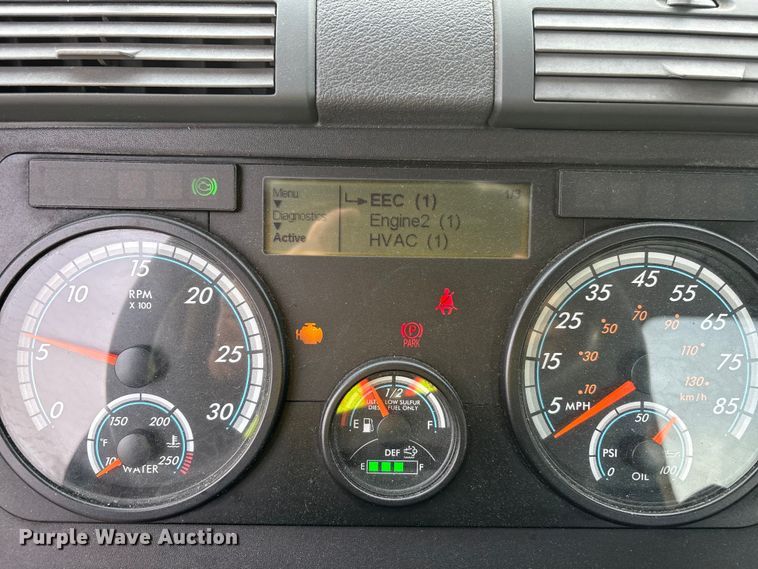 Menu
Diagnostics
Active
EEC (1)
Engine2 (1)
HVAC (1)
1/3
0
5
10
15
20
25
30
RPM
X 100
°F
150
200
250
WATER
PARK
1/2
ULTRA LOW SULFUR
DIESEL FUEL ONLY
E
F
DEF
E
F
5
15
25
35
45
55
65
75
85
MPH
10
30
50
70
90
110
130
km/h
PSI
0
50
100
OIL
Purple Wave Auction